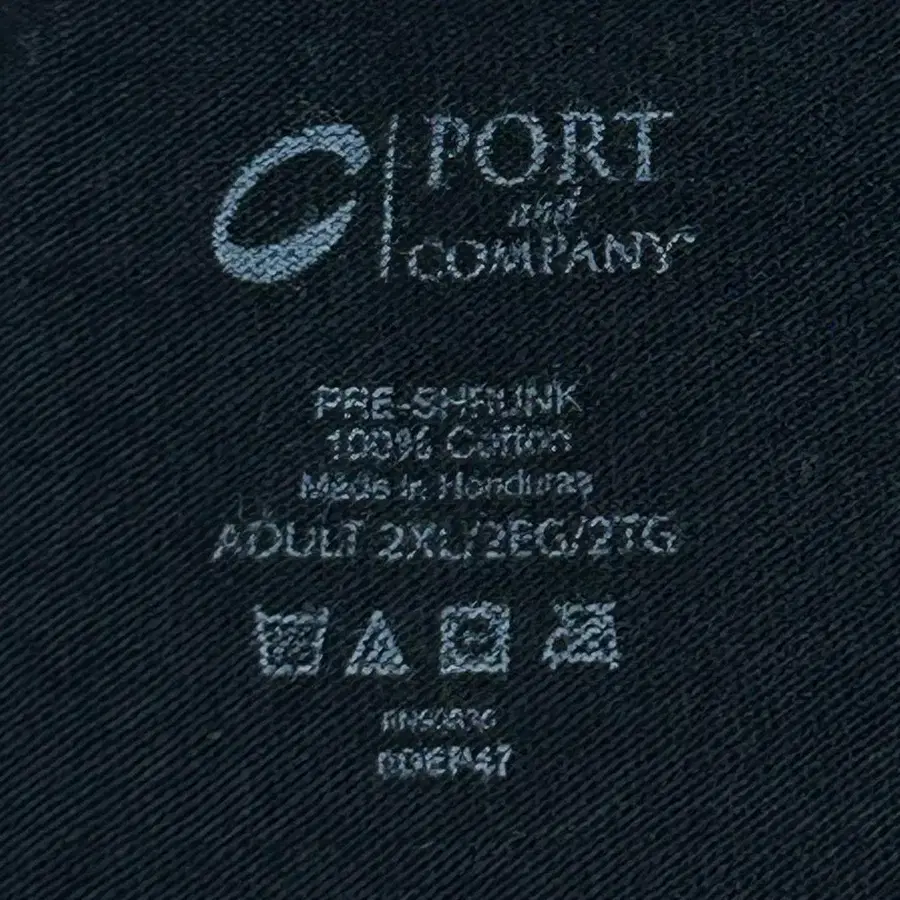 PORT
and
COMPANY
PRE-SHRUNK
100% Cotton
Made in Honduras
ADULT 2XL/2EG/2TG